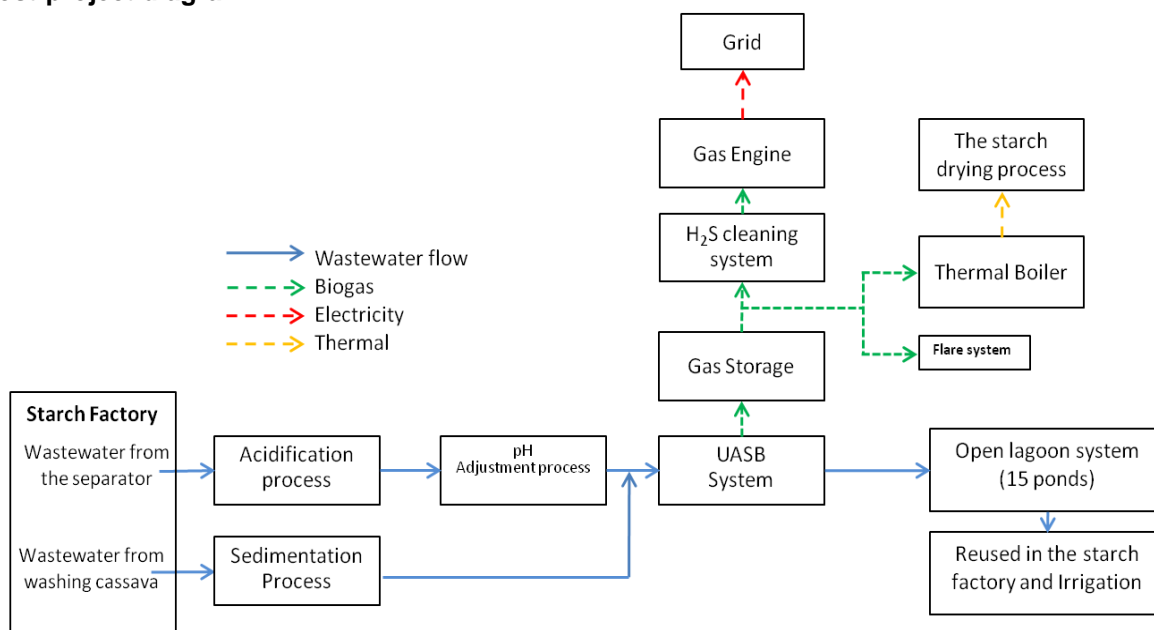 Grid
Gas Engine
The starch
drying process
H₂S cleaning
system
Thermal Boiler
Wastewater flow
Biogas
Electricity
Thermal
Gas Storage
Flare system
Starch Factory
Wastewater from
the separator
Acidification
process
pH
Adjustment process
UASB
System
Open lagoon system
(15 ponds)
Wastewater from
washing cassava
Sedimentation
Process
Reused in the starch
factory and Irrigation